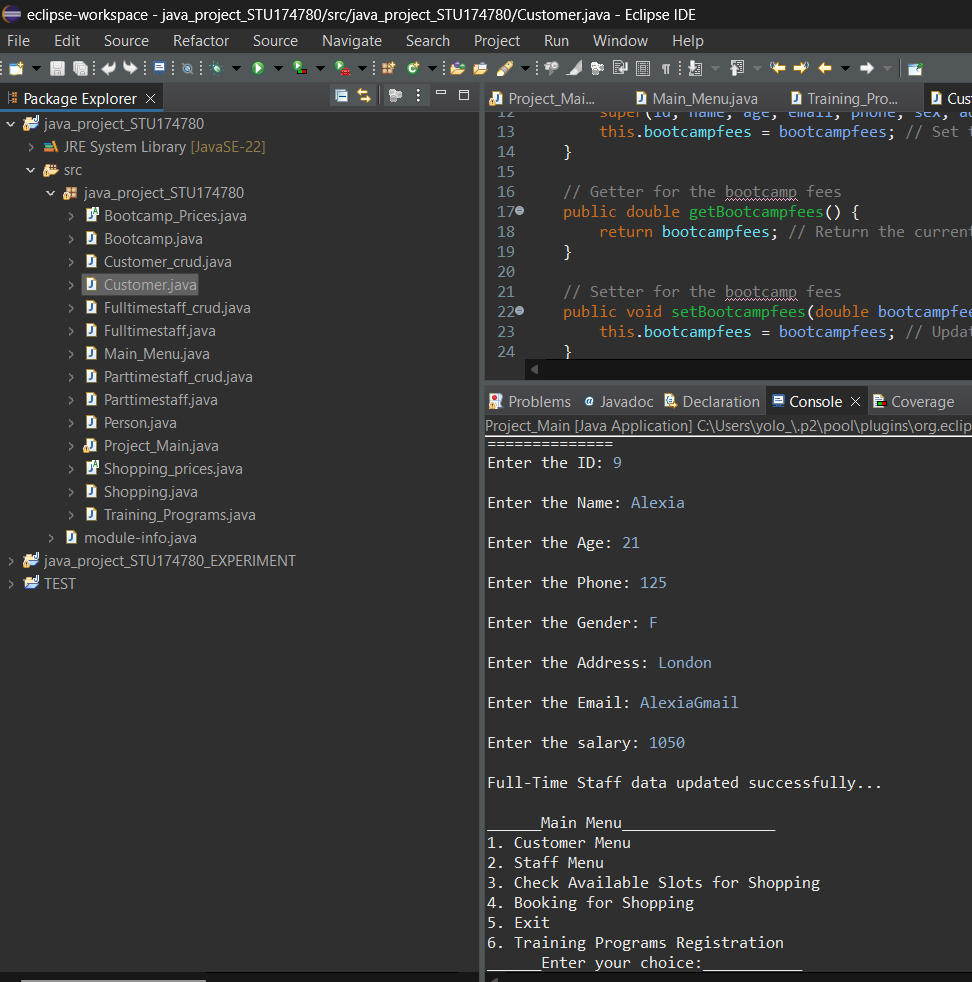 eclipse-workspace - java_project_STU174780/src/java_project_STU174780/Customer.java - Eclipse IDE
File Edit Source Refactor Source Navigate Search Project Run Window Help
Package Explorer
java_project_STU174780
JRE System Library [JavaSE-22]
src
java_project_STU174780
Bootcamp_Prices.java
Bootcamp.java
Customer_crud.java
Customer.java
Fulltimestaff_crud.java
Fulltimestaff.java
Main_Menu.java
Parttimestaff_crud.java
Parttimestaff.java
Person.java
Project_Main.java
Shopping_prices.java
Shopping.java
Training_Programs.java
module-info.java
java_project_STU174780_EXPERIMENT
TEST
Project_Mai... Main_Menu.java Training_Pro... Cus
12 super(id, name, age, email, phone, sex, ad
13 this.bootcampfees = bootcampfees; // Set t
14 }
15
16 // Getter for the bootcamp fees
17 public double getBootcampfees() {
18 return bootcampfees; // Return the current
19 }
20
21 // Setter for the bootcamp fees
22 public void setBootcampfees(double bootcampfee
23 this.bootcampfees = bootcampfees; // Updat
24 }
Problems Javadoc Declaration Console Coverage
Project_Main [Java Application] C:\Users\yolo_\.p2\pool\plugins\org.eclip
==============
Enter the ID: 9
Enter the Name: Alexia
Enter the Age: 21
Enter the Phone: 125
Enter the Gender: F
Enter the Address: London
Enter the Email: AlexiaGmail
Enter the salary: 1050
Full-Time Staff data updated successfully...
______Main Menu_________________
1. Customer Menu
2. Staff Menu
3. Check Available Slots for Shopping
4. Booking for Shopping
5. Exit
6. Training Programs Registration
______Enter your choice:___________